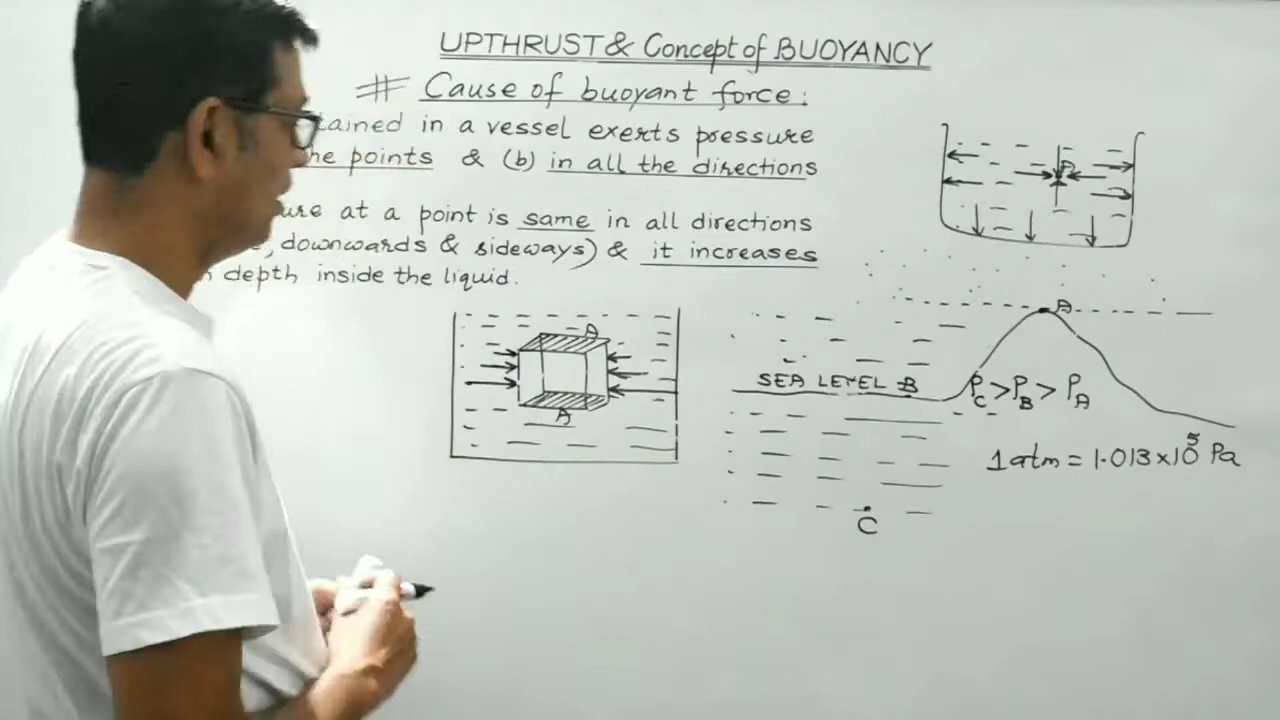 UPTHRUST & Concept of BUOYANCY
# Cause of buoyant force:
tained in a vessel exerts pressure
he points & (b) in all the directions
ure at a point is same in all directions
, downwards & sideways) & it increases
depth inside the liquid.
A
A
A
SEA LEVEL B
P_C > P_B > P_A
1 atm = 1.013 × 10^5 Pa
C